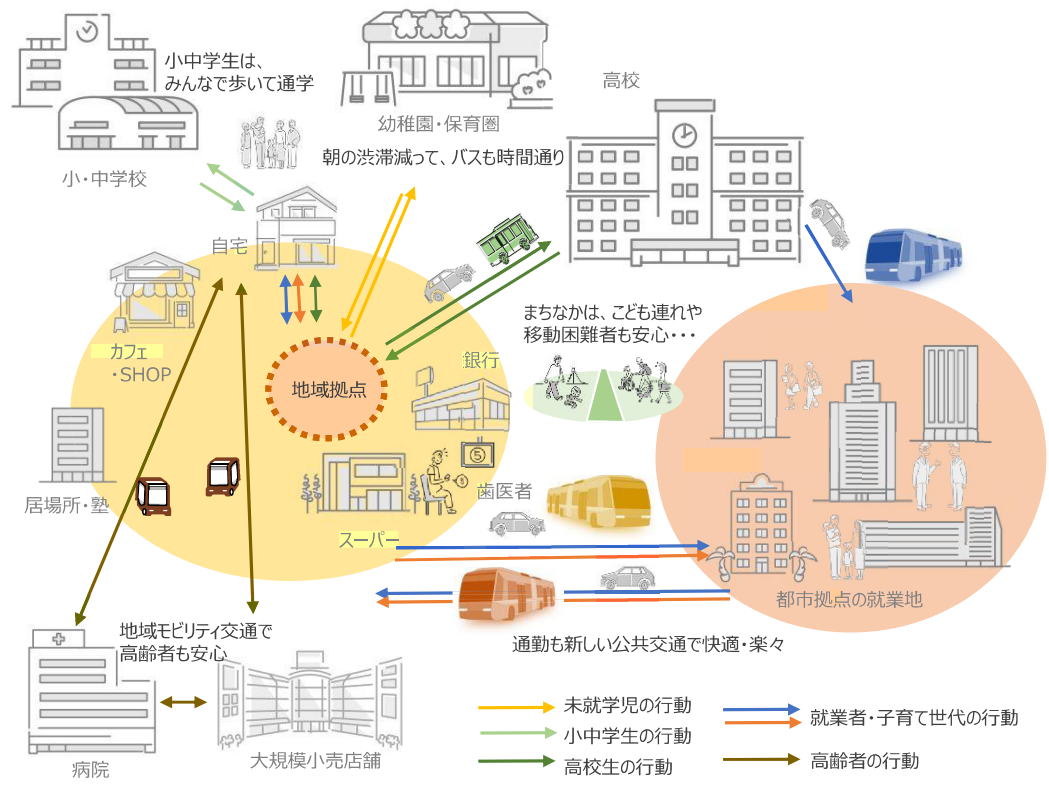 小中学生は、
みんなで歩いて通学
高校
幼稚園・保育園
朝の渋滞減って、バスも時間通り
小・中学校
自宅
まちなかは、こども連れや
移動困難者も安心・・・
カフェ
・SHOP
銀行
地域拠点
居場所・塾
歯医者
スーパー
都市拠点の就業地
地域モビリティ交通で
高齢者も安心
通勤も新しい公共交通で快適・楽々
病院
大規模小売店舗
未就学児の行動
小中学生の行動
高校生の行動
就業者・子育て世代の行動
高齢者の行動